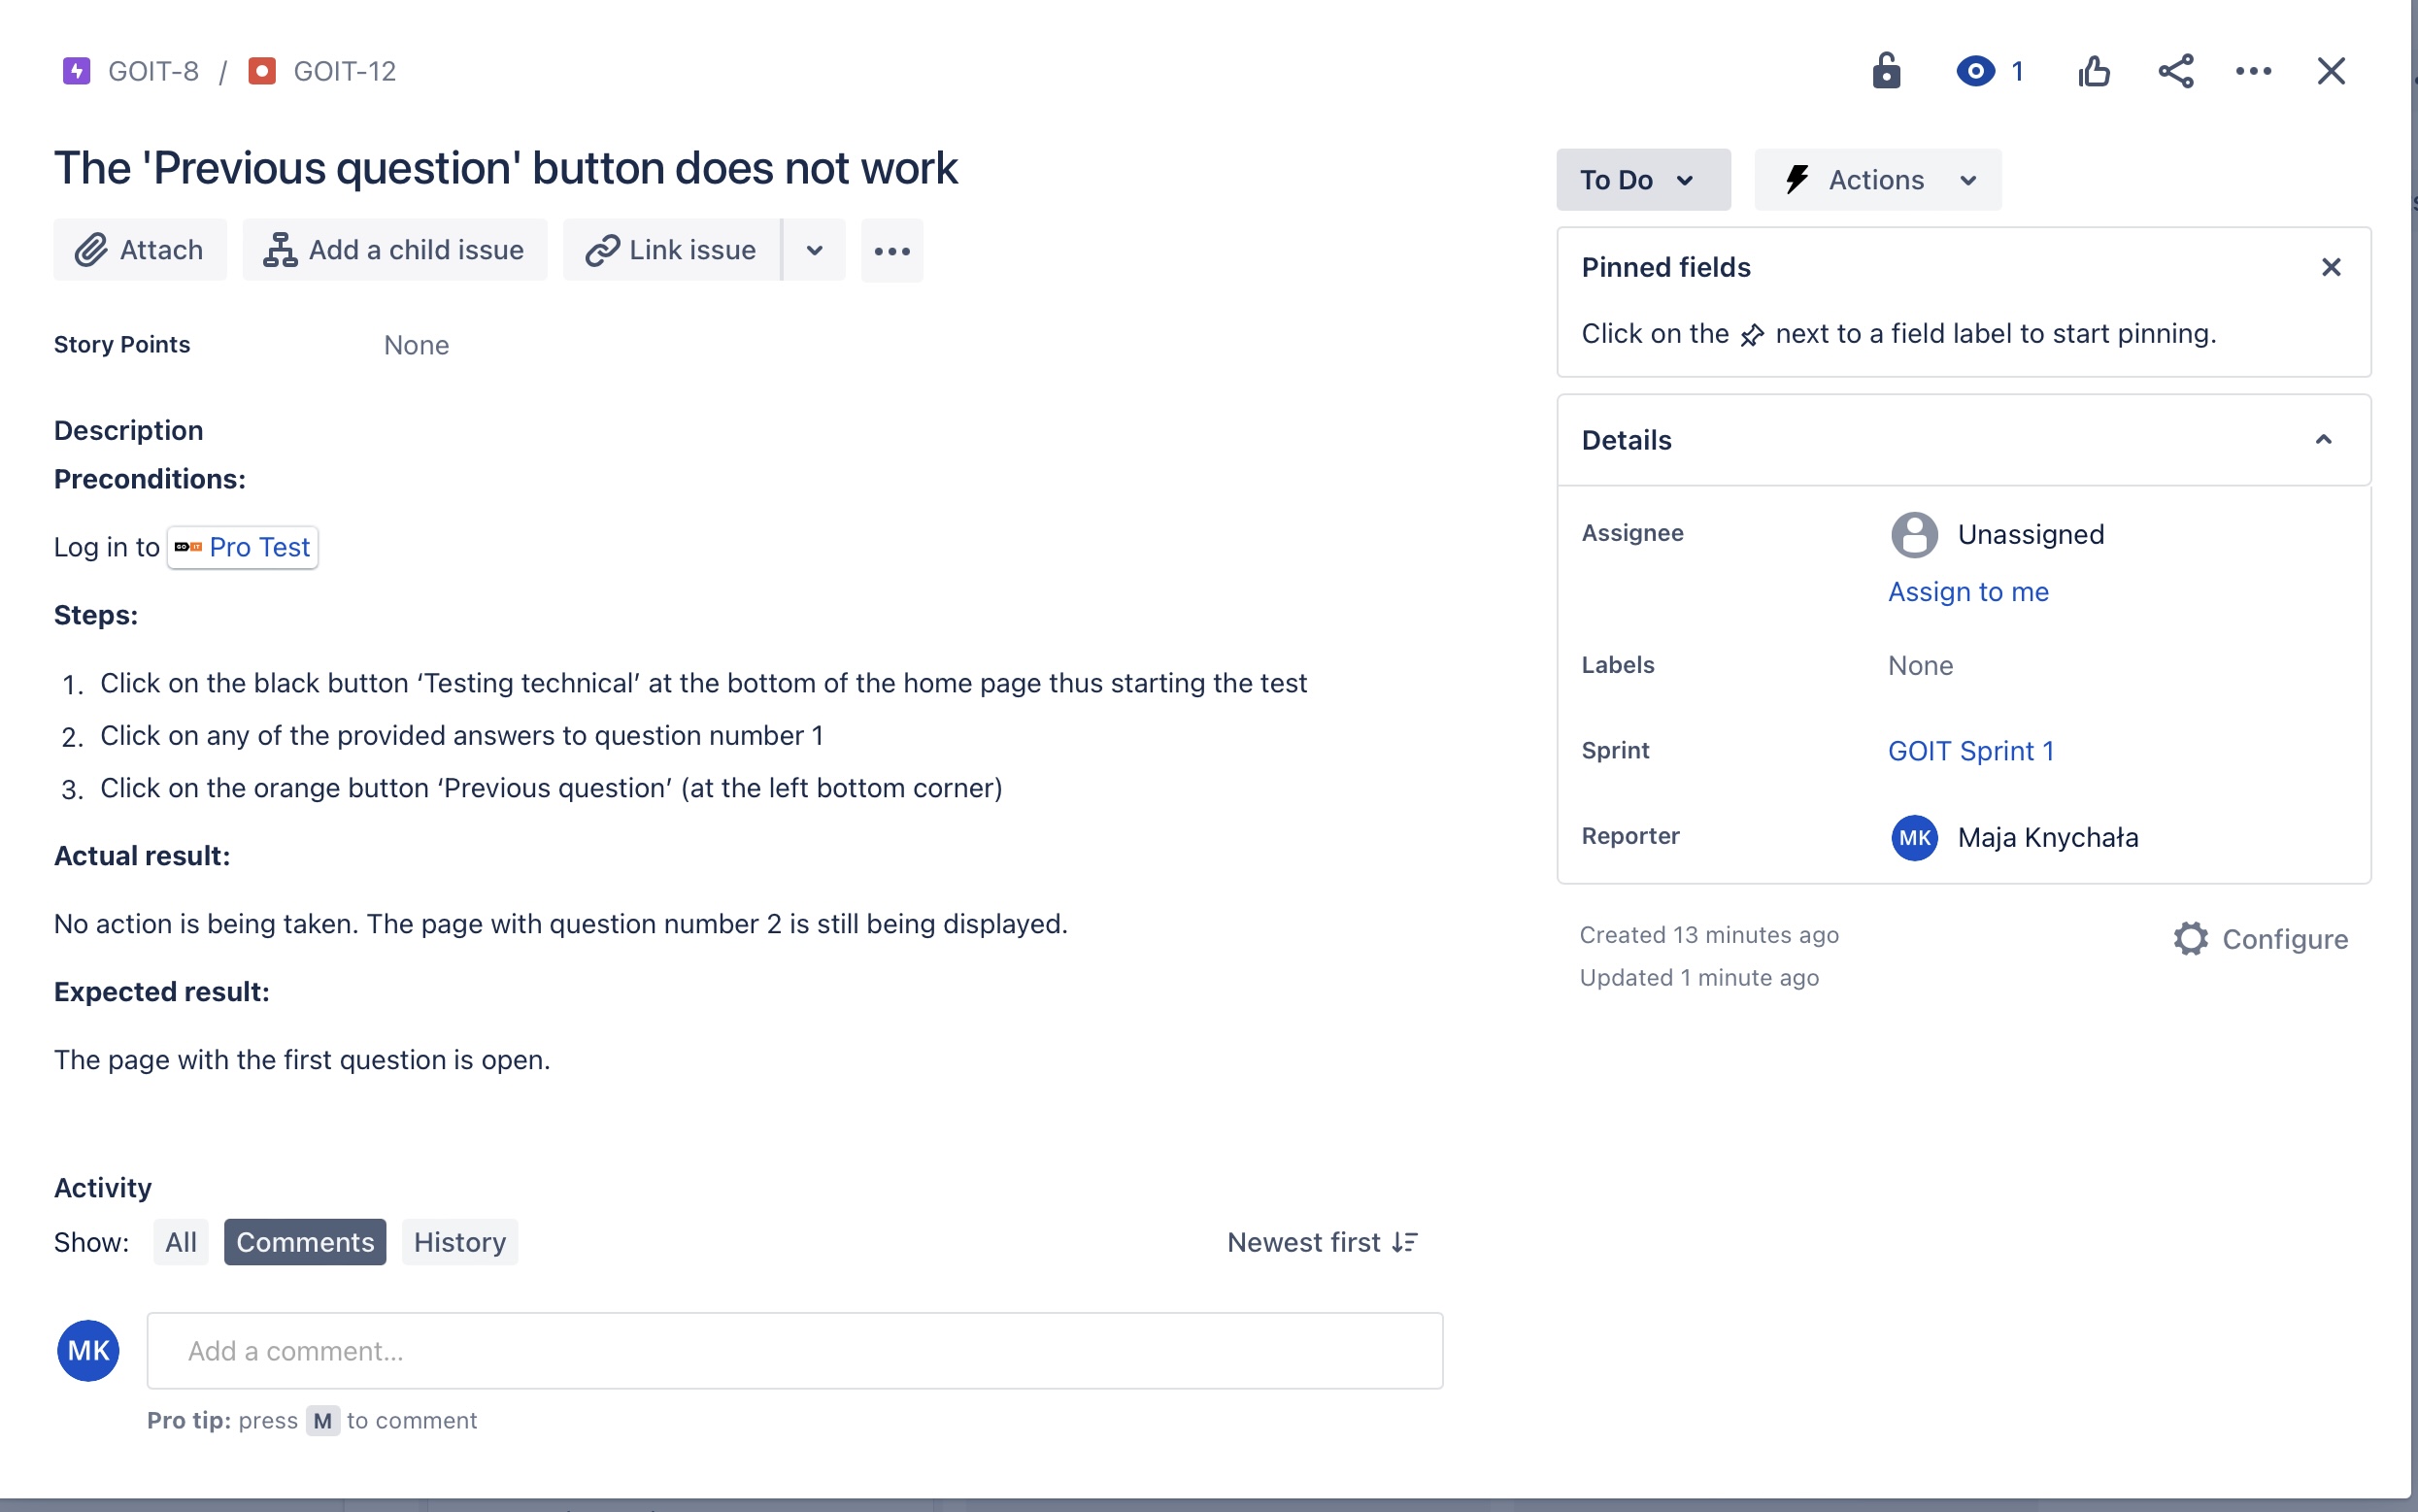 GOIT-8 / GOIT-12
1
The 'Previous question' button does not work
To Do
Actions
Attach
Add a child issue
Link issue
Pinned fields
Click on the next to a field label to start pinning.
Story Points None
Description
Preconditions:
Log in to GO IT Pro Test
Steps:
1. Click on the black button ‘Testing technical’ at the bottom of the home page thus starting the test
2. Click on any of the provided answers to question number 1
3. Click on the orange button ‘Previous question’ (at the left bottom corner)
Actual result:
No action is being taken. The page with question number 2 is still being displayed.
Expected result:
The page with the first question is open.
Details
Assignee Unassigned
Assign to me
Labels None
Sprint GOIT Sprint 1
Reporter MK Maja Knychała
Created 13 minutes ago
Updated 1 minute ago
Configure
Activity
Show: All Comments History Newest first
MK Add a comment...
Pro tip: press M to comment